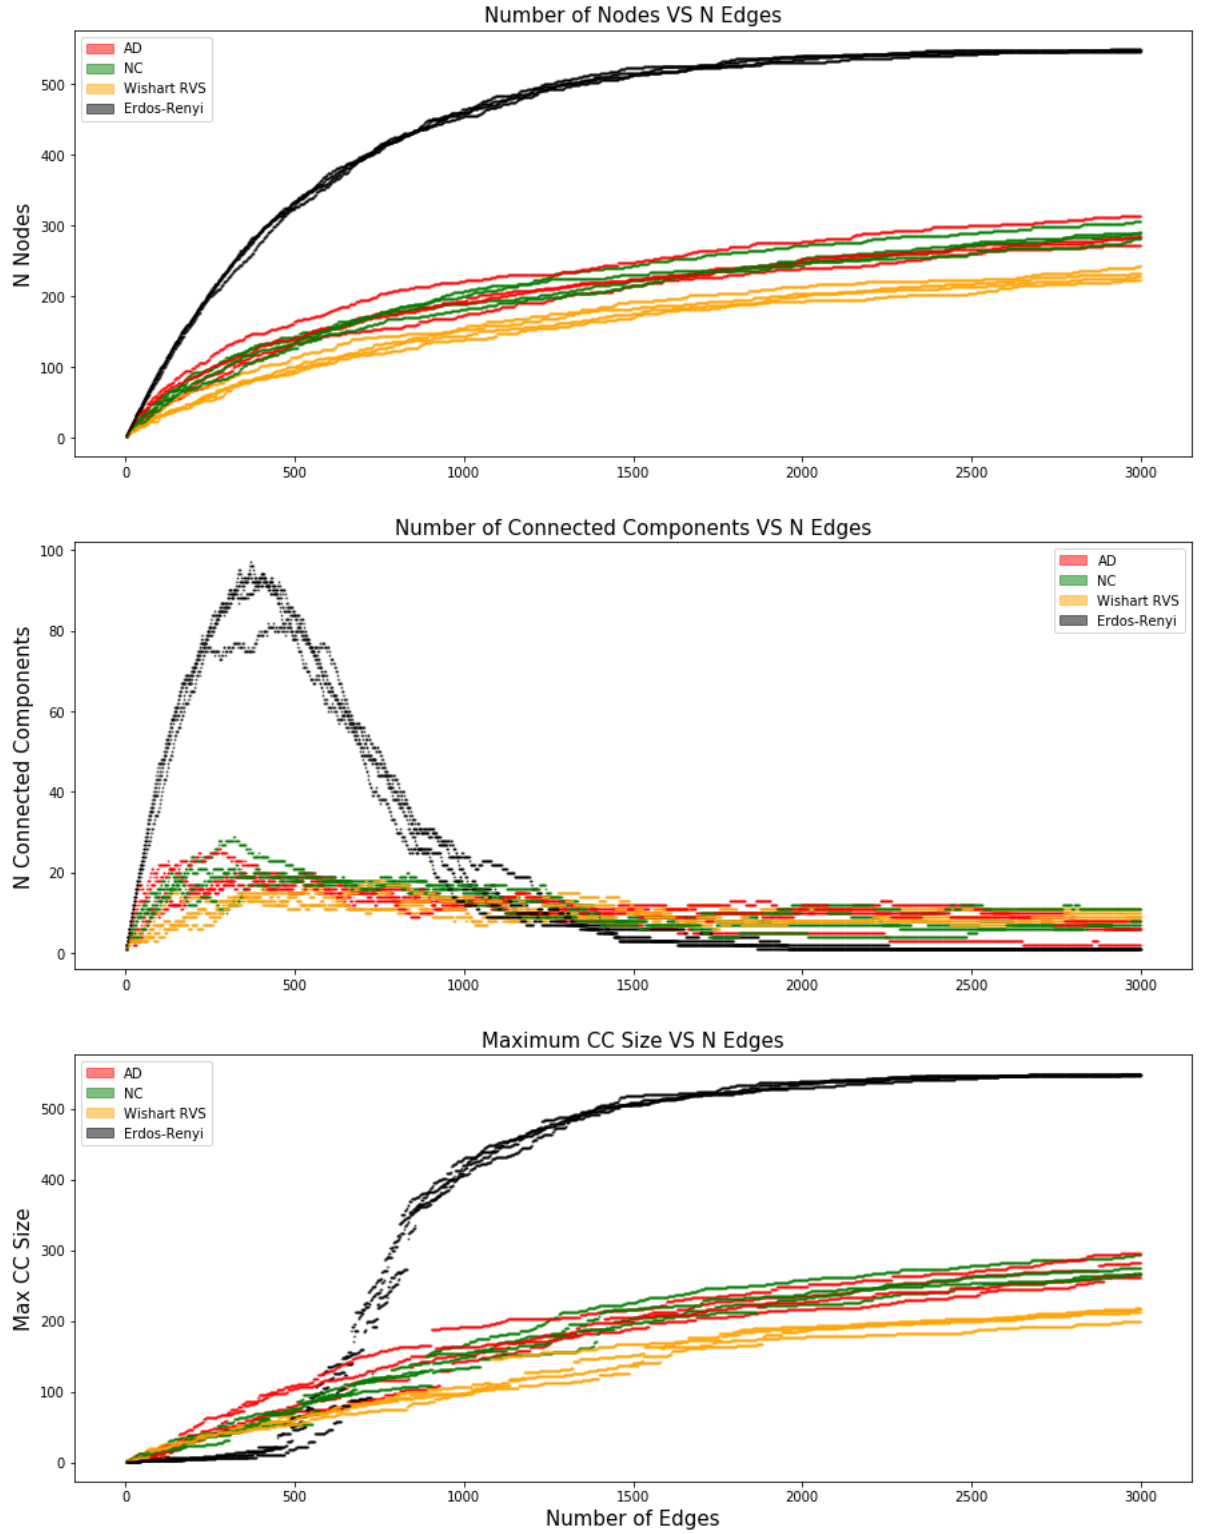 Number of Nodes VS N Edges
AD
NC
Wishart RVS
Erdos-Renyi
N Nodes
500
400
300
200
100
0
0 500 1000 1500 2000 2500 3000
Number of Connected Components VS N Edges
AD
NC
Wishart RVS
Erdos-Renyi
N Connected Components
100
80
60
40
20
0
0 500 1000 1500 2000 2500 3000
Maximum CC Size VS N Edges
AD
NC
Wishart RVS
Erdos-Renyi
Max CC Size
500
400
300
200
100
0
0 500 1000 1500 2000 2500 3000
Number of Edges